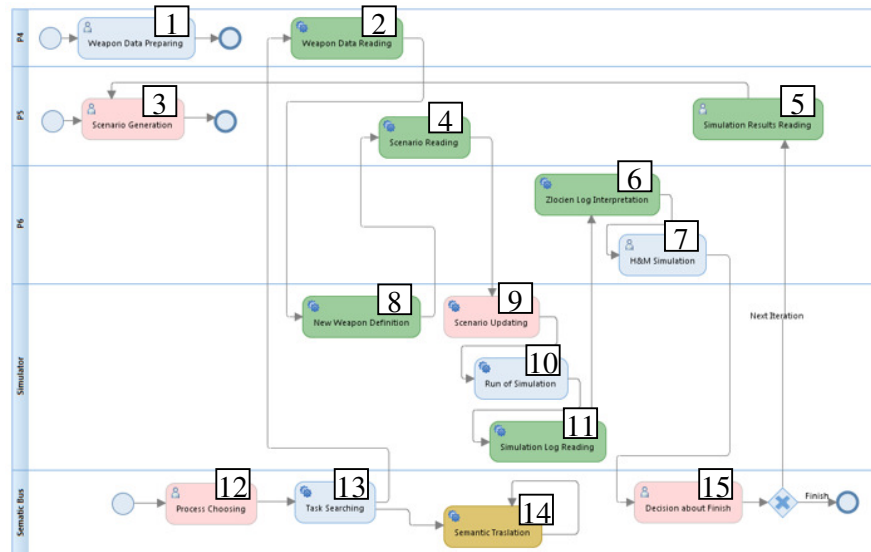 P4
1
Weapon Data Preparing
2
Weapon Data Reading
P5
3
Scenario Generation
4
Scenario Reading
5
Simulation Results Reading
P6
6
Zlocien Log Interpretation
7
H&M Simulation
Simulator
8
New Weapon Definition
9
Scenario Updating
Next Iteration
10
Run of Simulation
11
Simulation Log Reading
Sematic Bus
12
Process Choosing
13
Task Searching
14
Semantic Traslation
15
Decision about Finish
Finish